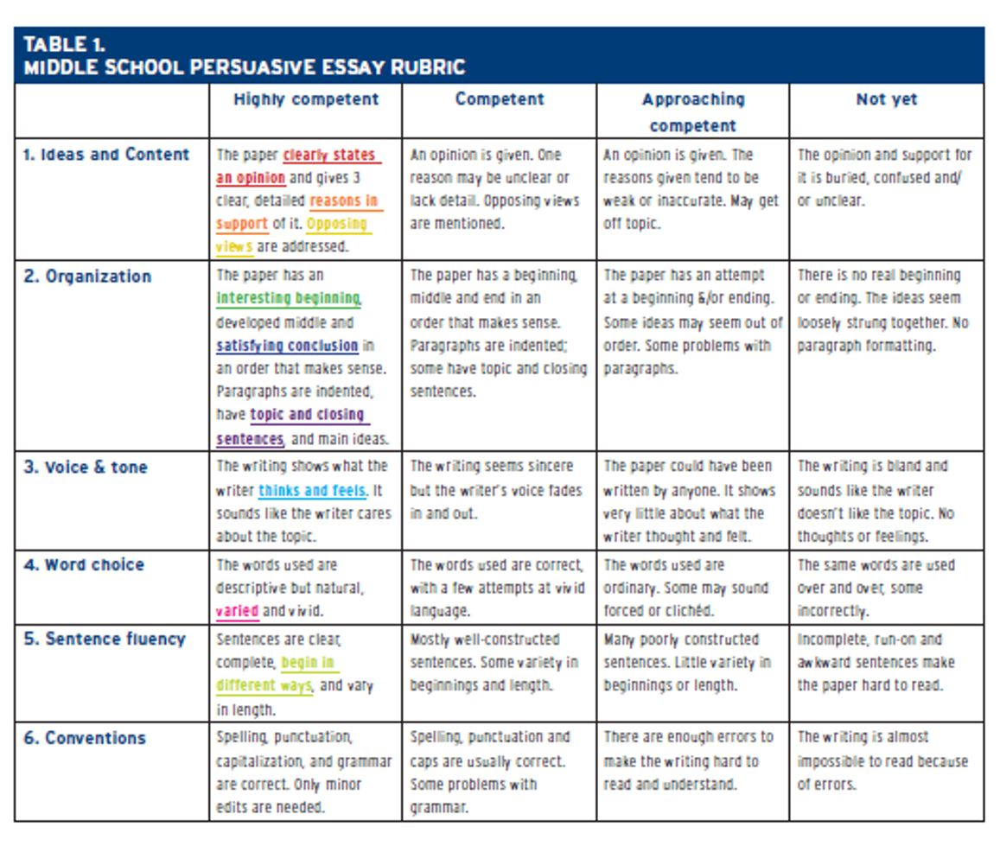 TABLE 1.
MIDDLE SCHOOL PERSUASIVE ESSAY RUBRIC
Highly competent
Competent
Approaching
competent
Not yet
1. Ideas and Content
The paper clearly states
an opinion and gives 3
clear, detailed reasons in
support of it. Opposing
views are addressed.
An opinion is given. One
reason may be unclear or
lack detail. Opposing views
are mentioned.
An opinion is given. The
reasons given tend to be
weak or inaccurate. May get
off topic.
The opinion and support for
it is buried, confused and/
or unclear.
2. Organization
The paper has an
interesting beginning,
developed middle and
satisfying conclusion in
an order that makes sense.
Paragraphs are indented,
have topic and closing
sentences, and main ideas.
The paper has a beginning,
middle and end in an
order that makes sense.
Paragraphs are indented;
some have topic and closing
sentences.
The paper has an attempt
at a beginning &/or ending.
Some ideas may seem out of
order. Some problems with
paragraphs.
There is no real beginning
or ending. The ideas seem
loosely strung together. No
paragraph formatting.
3. Voice & tone
The writing shows what the
writer thinks and feels. It
sounds like the writer cares
about the topic.
The writing seems sincere
but the writer's voice fades
in and out.
The paper could have been
written by anyone. It shows
very little about what the
writer thought and felt.
The writing is bland and
sounds like the writer
doesn't like the topic. No
thoughts or feelings.
4. Word choice
The words used are
descriptive but natural,
varied and vivid.
The words used are correct,
with a few attempts at vivid
language.
The words used are
ordinary. Some may sound
forced or clichéd.
The same words are used
over and over, some
incorrectly.
5. Sentence fluency
Sentences are clear,
complete, begin in
different ways, and vary
in length.
Mostly well-constructed
sentences. Some variety in
beginnings and length.
Many poorly constructed
sentences. Little variety in
beginnings or length.
Incomplete, run-on and
awkward sentences make
the paper hard to read.
6. Conventions
Spelling, punctuation,
capitalization, and grammar
are correct. Only minor
edits are needed.
Spelling, punctuation and
caps are usually correct.
Some problems with
grammar.
There are enough errors to
make the writing hard to
read and understand.
The writing is almost
impossible to read because
of errors.